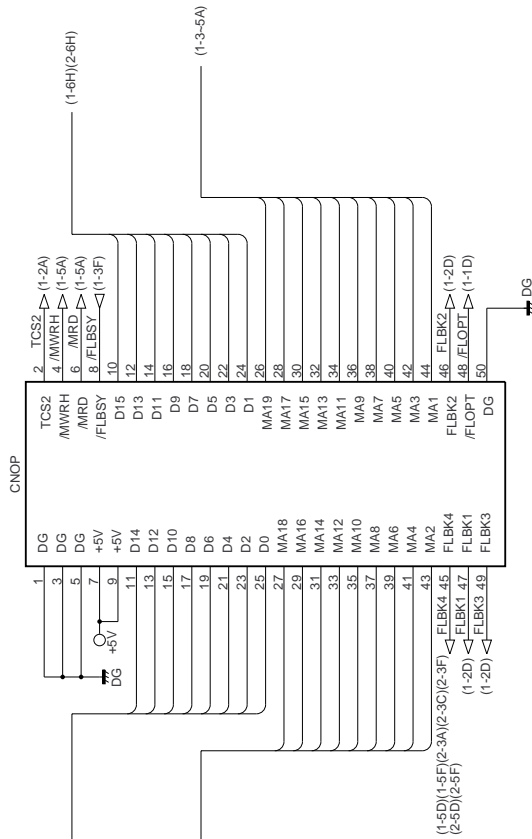 (1-6H)(2-6H)
(1-3~5A)
CNOP
1 DG TCS2 2 TCS2 (1-2A)
3 DG /MWRH 4 /MWRH (1-5A)
5 DG /MRD 6 /MRD (1-5A)
7 +5V /FLBSY 8 /FLBSY (1-3F)
9 +5V D15 10
+5V
DG
11 D14 D13 12
13 D12 D11 14
15 D10 D9 16
17 D8 D7 18
19 D6 D5 20
21 D4 D3 22
23 D2 D1 24
25 D0 MA19 26
27 MA18 MA17 28
29 MA16 MA15 30
31 MA14 MA13 32
33 MA12 MA11 34
35 MA10 MA9 36
37 MA8 MA7 38
39 MA6 MA5 40
41 MA4 MA3 42
43 MA2 MA1 44
(1-5D)(1-5F)(2-3A)(2-3C)(2-3F)
(2-5D)(2-5F)
FLBK4 45 FLBK4 FLBK2 46 FLBK2 (1-2D)
(1-2D) FLBK1 47 FLBK1 /FLOPT 48 /FLOPT (1-1D)
(1-2D) FLBK3 49 FLBK3 DG 50
DG